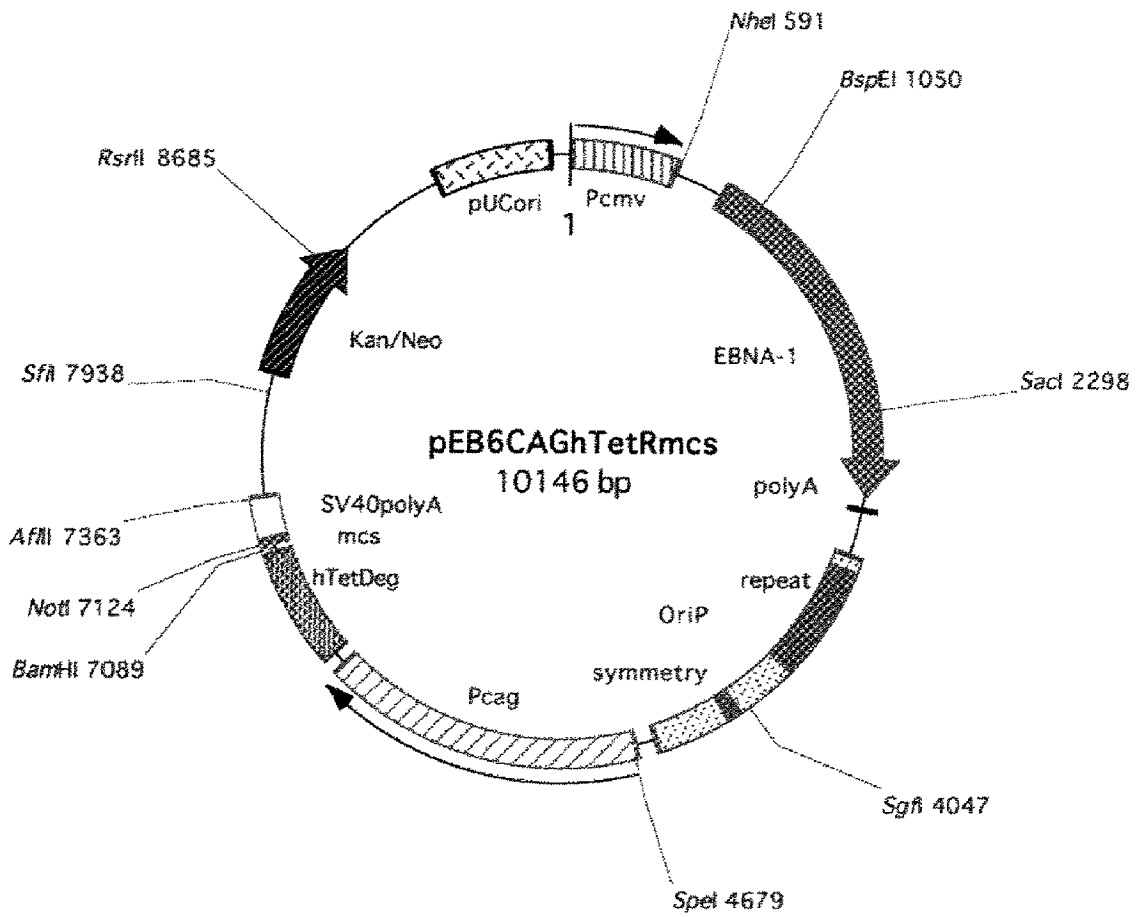 NheI 591
BspEI 1050
RsrII 8685
pUCori
Pcmv
1
Kan/Neo
EBNA-1
SfiI 7938
SacI 2298
pEB6CAGhTetRmcs
10146 bp
polyA
SV40polyA
AflII 7363
mcs
hTetDeg
repeat
NotI 7124
OriP
BamHI 7089
symmetry
Pcag
SgfI 4047
SpeI 4679